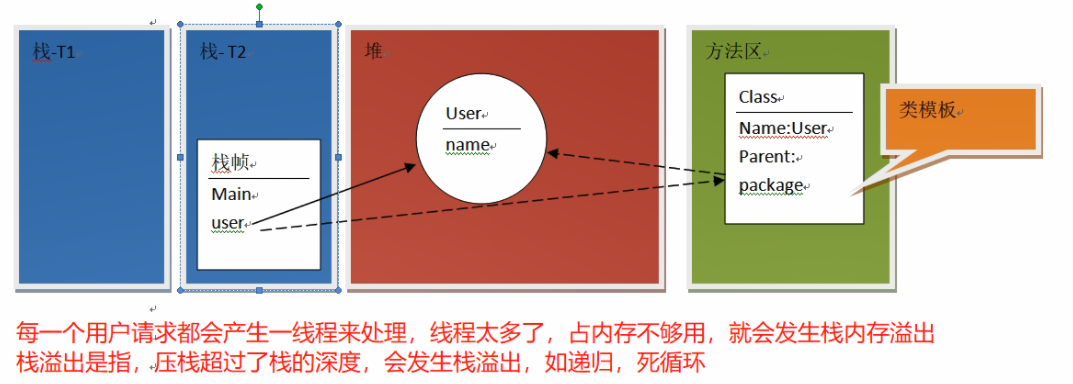 栈-T1
栈- T2
堆
方法区
栈帧
Main
user
User
name
Class
Name:User
Parent:
package
类模板
每一个用户请求都会产生一线程来处理，线程太多了，占内存不够用，就会发生栈内存溢出
栈溢出是指，压栈超过了栈的深度，会发生栈溢出，如递归，死循环